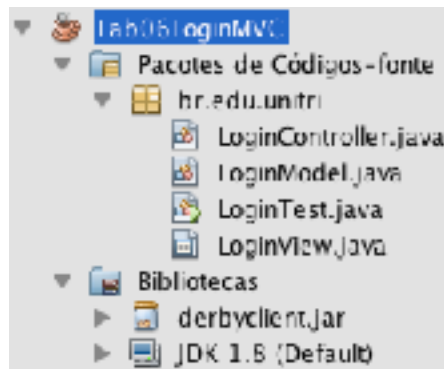 Lab06LoginMVC
Pacotes de Códigos-fonte
br.edu.unitri
LoginController.java
LoginModel.java
LoginTest.java
LoginView.java
Bibliotecas
derbyclient.jar
JDK 1.8 (Default)